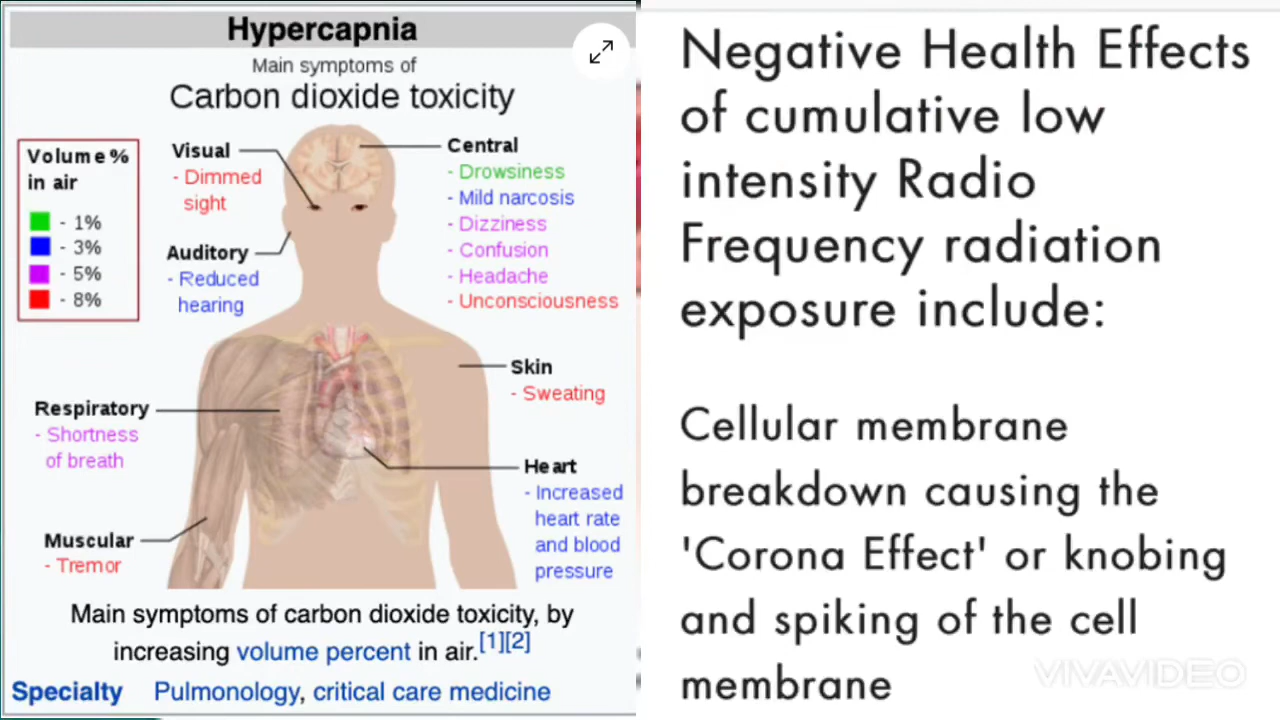 Hypercapnia
Main symptoms of
Carbon dioxide toxicity
Volume %
in air
- 1%
- 3%
- 5%
- 8%
Visual
- Dimmed
sight
Auditory
- Reduced
hearing
Central
- Drowsiness
- Mild narcosis
- Dizziness
- Confusion
- Headache
- Unconsciousness
Skin
- Sweating
Respiratory
- Shortness
of breath
Heart
- Increased
heart rate
and blood
pressure
Muscular
- Tremor
Main symptoms of carbon dioxide toxicity, by
increasing volume percent in air.[1][2]
Specialty Pulmonology, critical care medicine
Negative Health Effects
of cumulative low
intensity Radio
Frequency radiation
exposure include:
Cellular membrane
breakdown causing the
'Corona Effect' or knobing
and spiking of the cell
membrane
VIVAVIDEO